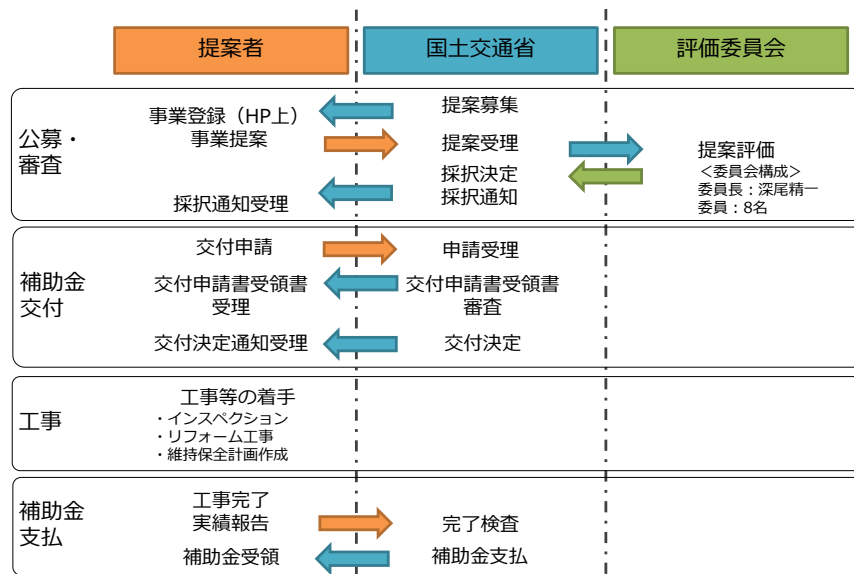 提案者
国土交通省
評価委員会
公募・
審査
事業登録（HP上）
事業提案
採択通知受理
提案募集
提案受理
採択決定
採択通知
提案評価
＜委員会構成＞
委員長：深尾精一
委員：8名
補助金
交付
交付申請
交付申請書受領書
受理
交付決定通知受理
申請受理
交付申請書受領書
審査
交付決定
工事
工事等の着手
・インスペクション
・リフォーム工事
・維持保全計画作成
補助金
支払
工事完了
実績報告
補助金受領
完了検査
補助金支払